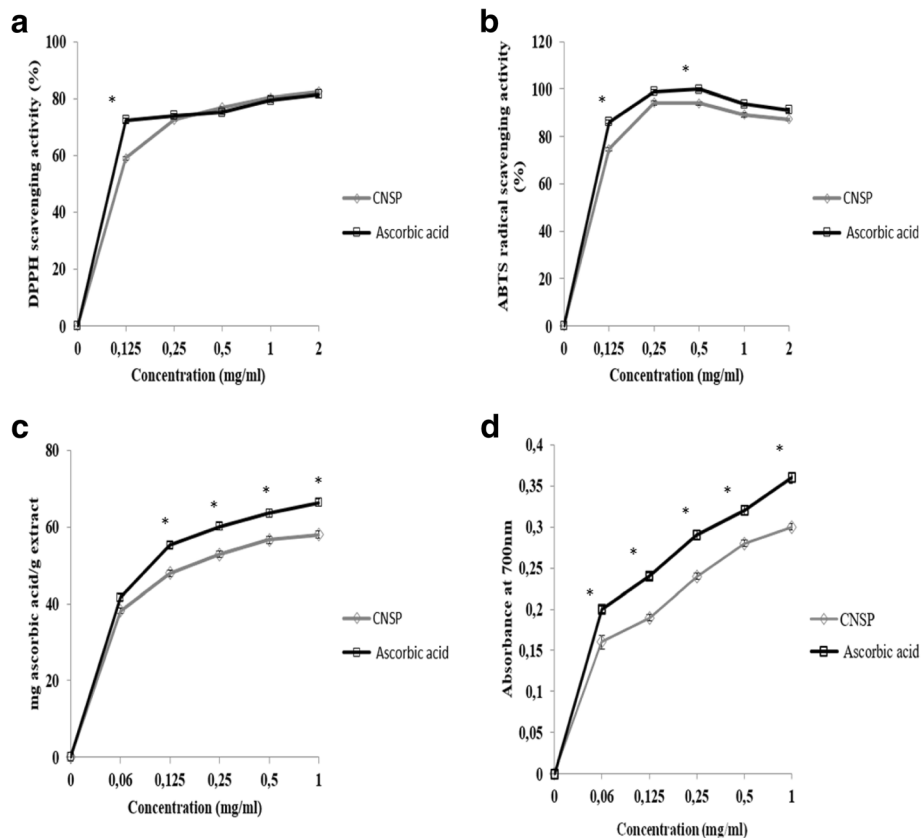 a
DPPH scavenging activity (%)
100
80
60
40
20
0
*
0 0,125 0,25 0,5 1 2
Concentration (mg/ml)
CNSP
Ascorbic acid
b
ABTS radical scavenging activity
(%)
120
100
80
60
40
20
0
* *
0 0,125 0,25 0,5 1 2
Concentration (mg/ml)
CNSP
Ascorbic acid
c
mg ascorbic acid/g extract
80
60
40
20
0
* * * *
0 0,06 0,125 0,25 0,5 1
Concentration (mg/ml)
CNSP
Ascorbic acid
d
Absorbance at 700nm
0,4
0,35
0,3
0,25
0,2
0,15
0,1
0,05
0
* * * * *
0 0,06 0,125 0,25 0,5 1
Concentration (mg/ml)
CNSP
Ascorbic acid